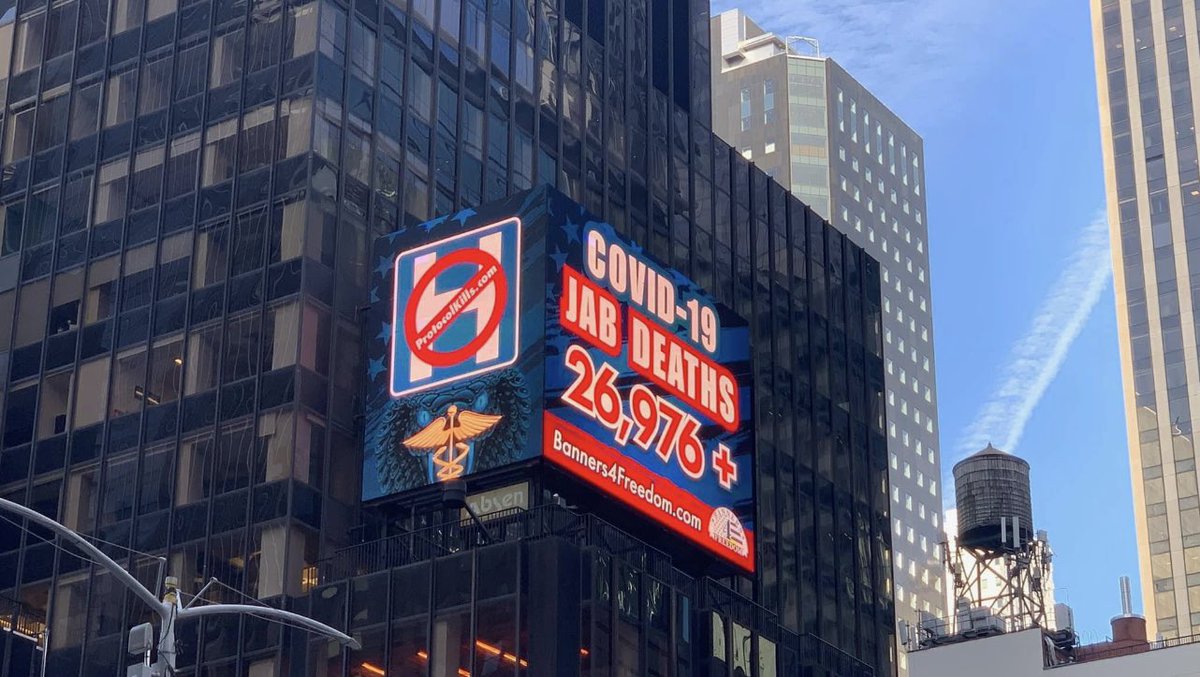 H
ProtocolKills.com
COVID-19
JAB DEATHS
26,976+
Banners4Freedom.com